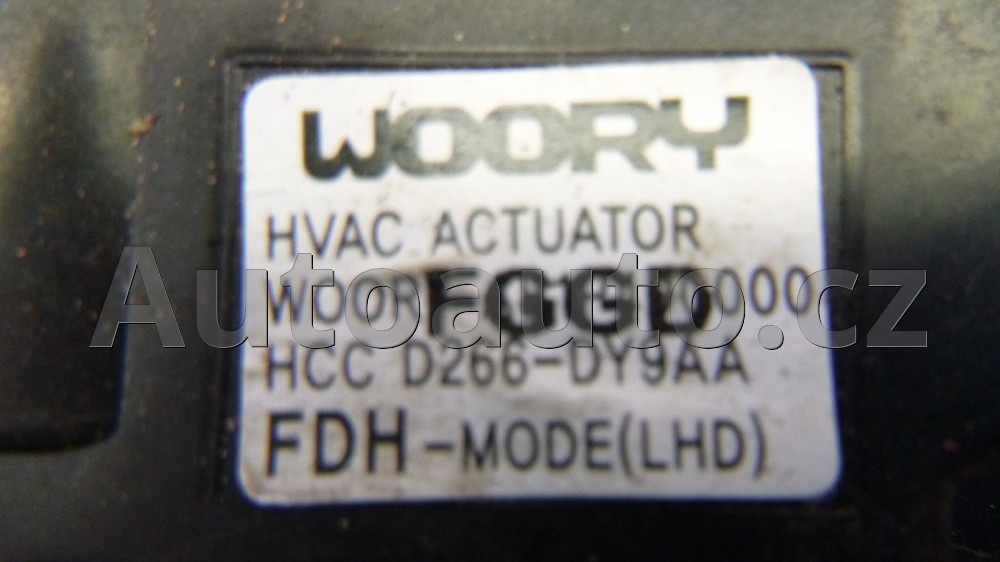 WOORY
HVAC ACTUATOR
HCC D266-DY9AA
FDH -MODE(LHD)
Autoauto.cz